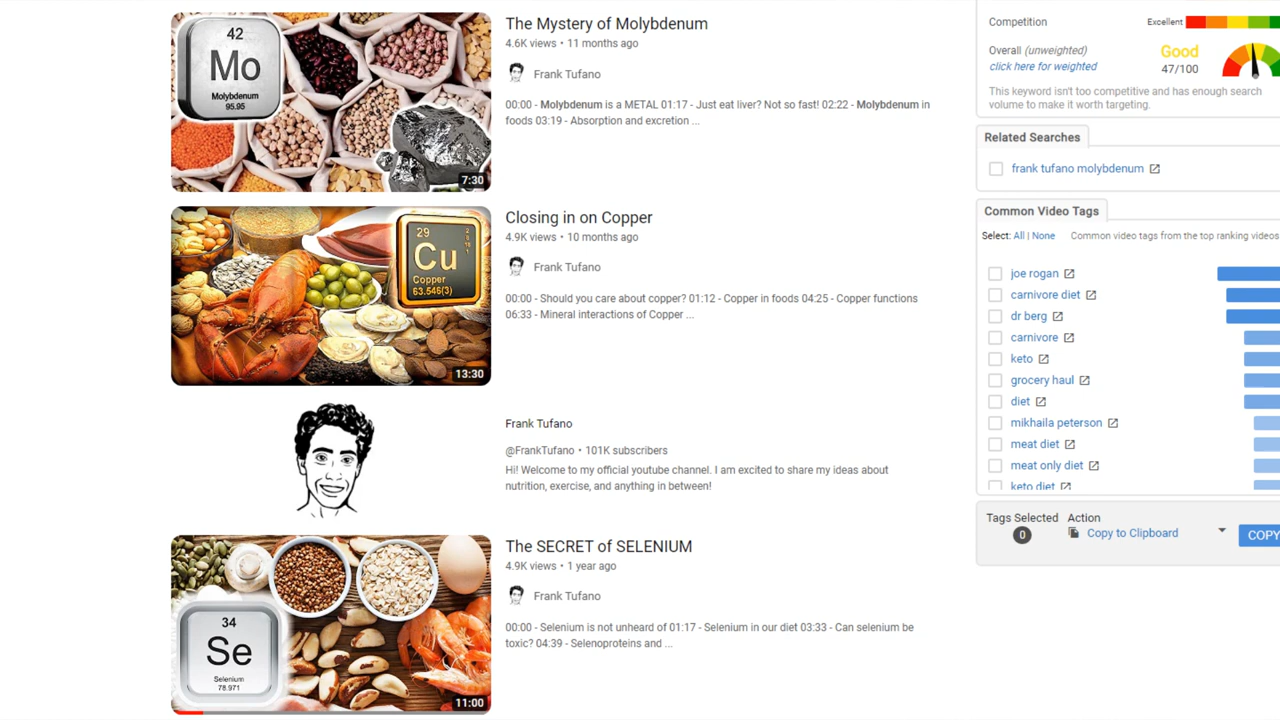 42
Mo
Molybdenum
95.95
7:30
The Mystery of Molybdenum
4.6K views • 11 months ago
Frank Tufano
00:00 - Molybdenum is a METAL 01:17 - Just eat liver? Not so fast! 02:22 - Molybdenum in
foods 03:19 - Absorption and excretion ...
29
Cu
Copper
63.546(3)
13:30
Closing in on Copper
4.9K views • 10 months ago
Frank Tufano
00:00 - Should you care about copper? 01:12 - Copper in foods 04:25 - Copper functions
06:33 - Mineral interactions of Copper ...
Frank Tufano
@FrankTufano • 101K subscribers
Hi! Welcome to my official youtube channel. I am excited to share my ideas about
nutrition, exercise, and anything in between!
34
Se
Selenium
78.971
11:00
The SECRET of SELENIUM
4.9K views • 1 year ago
Frank Tufano
00:00 - Selenium is not unheard of 01:17 - Selenium in our diet 03:33 - Can selenium be
toxic? 04:39 - Selenoproteins and ...
Competition
Excellent
Overall (unweighted)
click here for weighted
Good
47/100
This keyword isn't too competitive and has enough search
volume to make it worth targeting.
Related Searches
frank tufano molybdenum
Common Video Tags
Select: All | None
Common video tags from the top ranking videos
joe rogan
carnivore diet
dr berg
carnivore
keto
grocery haul
diet
mikhaila peterson
meat diet
meat only diet
keto diet
Tags Selected
0
Action
Copy to Clipboard
COPY